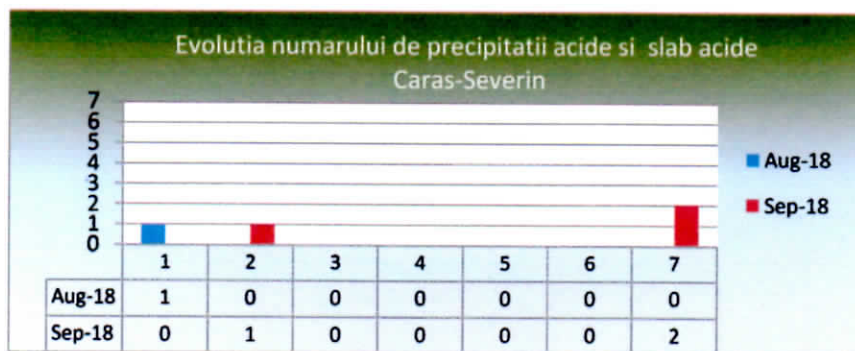 Evolutia numarului de precipitatii acide si slab acide
Caras-Severin
7
6
5
4
3
2
1
0
Aug-18
Sep-18
1 2 3 4 5 6 7
Aug-18 1 0 0 0 0 0 0
Sep-18 0 1 0 0 0 0 2